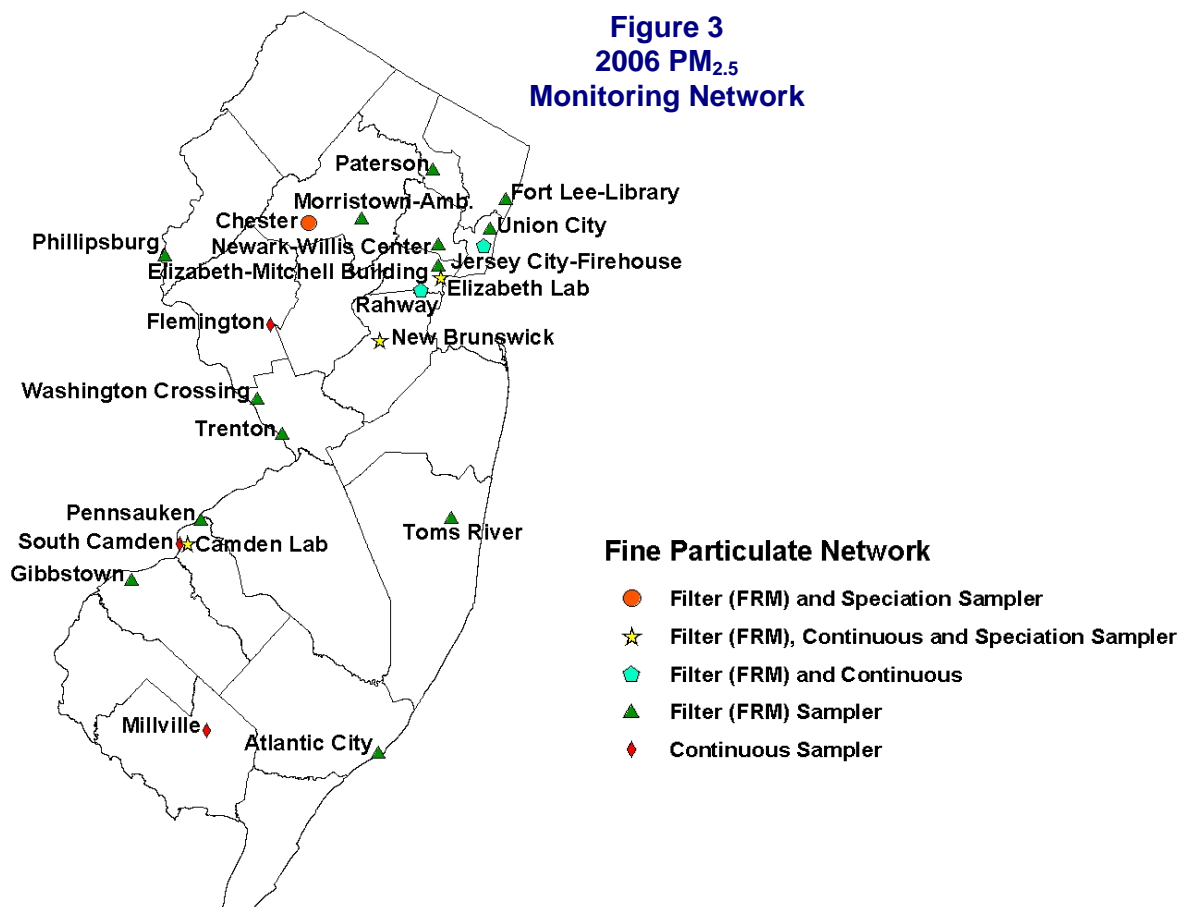 Figure 3
2006 PM2.5
Monitoring Network
Paterson
Fort Lee-Library
Morristown-Amb.
Chester
Union City
Phillipsburg
Newark-Willis Center
Elizabeth-Mitchell Building
Jersey City-Firehouse
Elizabeth Lab
Rahway
Flemington
New Brunswick
Washington Crossing
Trenton
Pennsauken
Toms River
South Camden
Camden Lab
Gibbstown
Millville
Atlantic City
Fine Particulate Network
Filter (FRM) and Speciation Sampler
Filter (FRM), Continuous and Speciation Sampler
Filter (FRM) and Continuous
Filter (FRM) Sampler
Continuous Sampler